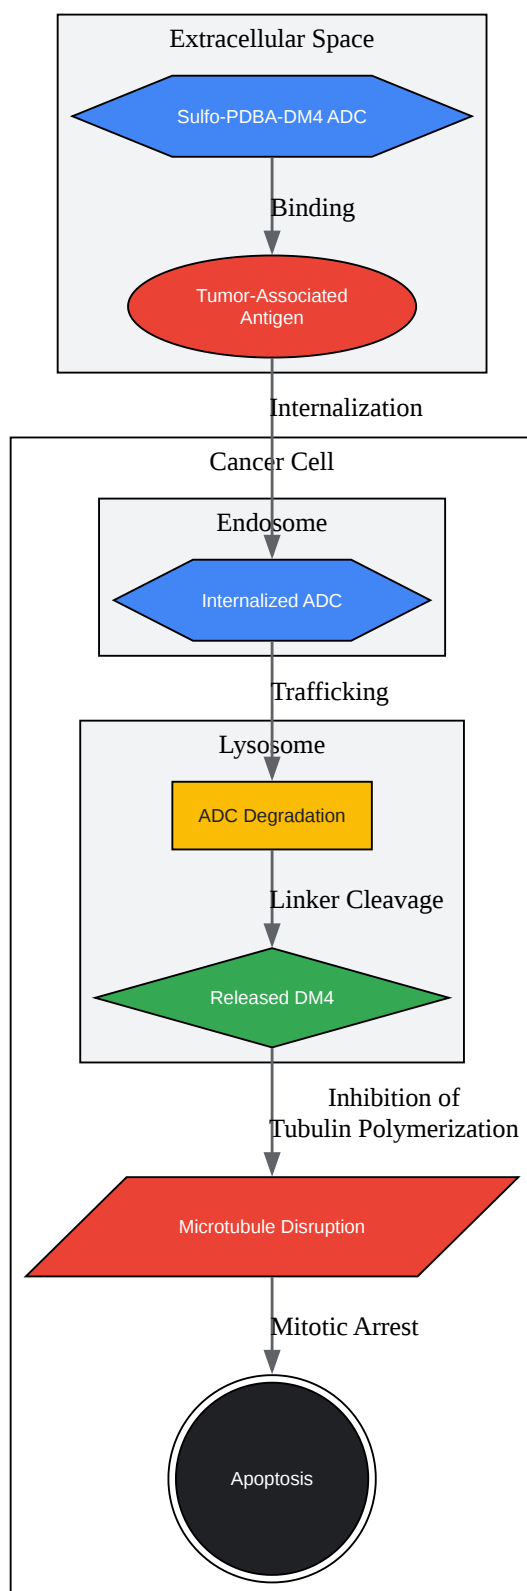 Extracellular Space
Sulfo-PDBA-DM4 ADC
Binding
Tumor-Associated
Antigen
Internalization
Cancer Cell
Endosome
Internalized ADC
Trafficking
Lysosome
ADC Degradation
Linker Cleavage
Released DM4
Inhibition of
Tubulin Polymerization
Microtubule Disruption
Mitotic Arrest
Apoptosis